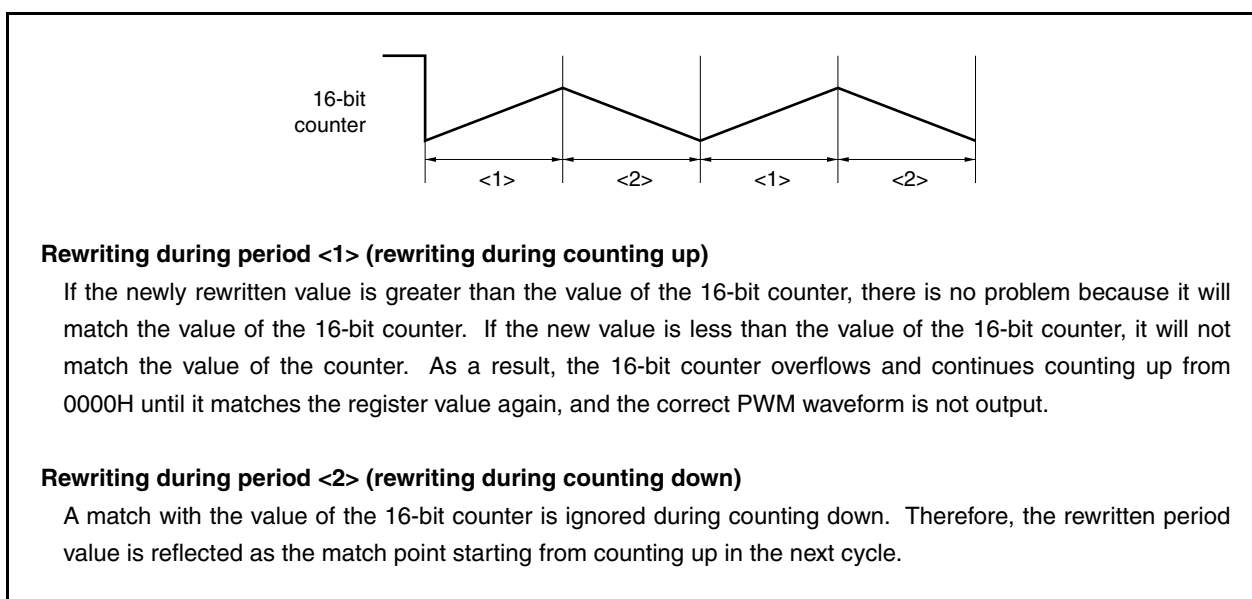 16-bit
counter
<1>
<2>
<1>
<2>
Rewriting during period <1> (rewriting during counting up)
If the newly rewritten value is greater than the value of the 16-bit counter, there is no problem because it will
match the value of the 16-bit counter. If the new value is less than the value of the 16-bit counter, it will not
match the value of the counter. As a result, the 16-bit counter overflows and continues counting up from
0000H until it matches the register value again, and the correct PWM waveform is not output.
Rewriting during period <2> (rewriting during counting down)
A match with the value of the 16-bit counter is ignored during counting down. Therefore, the rewritten period
value is reflected as the match point starting from counting up in the next cycle.